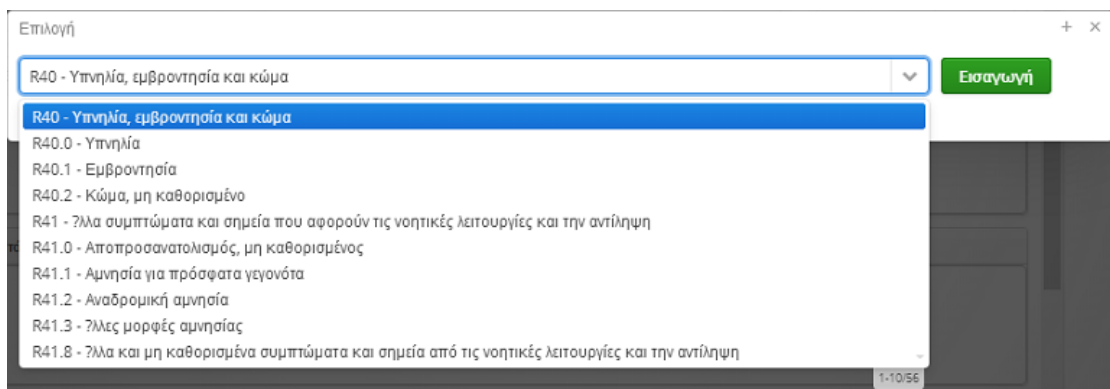 Επιλογή
R40 - Υπνηλία, εμβροντησία και κώμα
Εισαγωγή
R40 - Υπνηλία, εμβροντησία και κώμα
R40.0 - Υπνηλία
R40.1 - Εμβροντησία
R40.2 - Κώμα, μη καθορισμένο
R41 - ?λλα συμπτώματα και σημεία που αφορούν τις νοητικές λειτουργίες και την αντίληψη
R41.0 - Αποπροσανατολισμός, μη καθορισμένος
R41.1 - Αμνησία για πρόσφατα γεγονότα
R41.2 - Αναδρομική αμνησία
R41.3 - ?λλες μορφές αμνησίας
R41.8 - ?λλα και μη καθορισμένα συμπτώματα και σημεία από τις νοητικές λειτουργίες και την αντίληψη
1-10/56